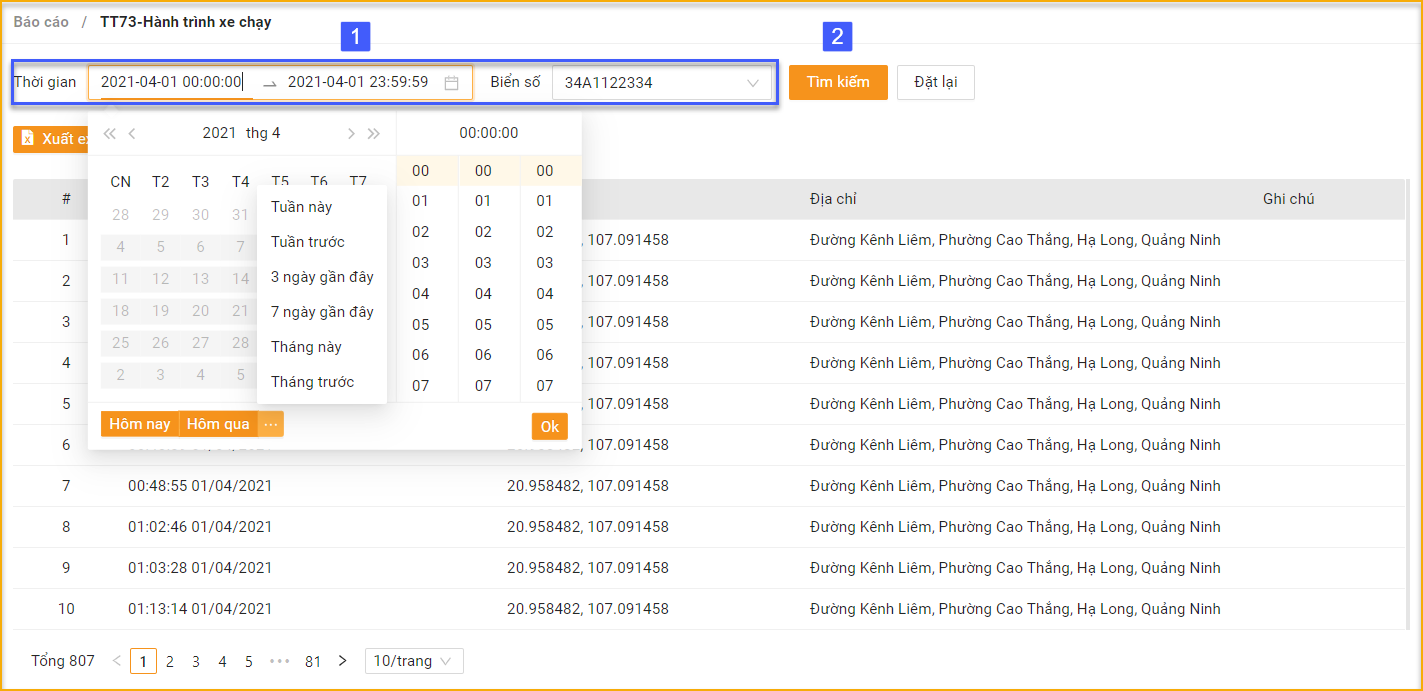 Báo cáo / TT73-Hành trình xe chạy
1 2
Thời gian 2021-04-01 00:00:00 → 2021-04-01 23:59:59 Biển số 34A1122334 Tìm kiếm Đặt lại
Xuất ex
2021 thg 4 00:00:00
CN T2 T3 T4 T5 T6 T7
28 29 30 31
4 5 6 7
11 12 13 14
18 19 20 21
25 26 27 28
2 3 4 5
Tuần này
Tuần trước
3 ngày gần đây
7 ngày gần đây
Tháng này
Tháng trước
00 00 00
01 01 01
02 02 02
03 03 03
04 04 04
05 05 05
06 06 06
07 07 07
Hôm nay Hôm qua ... Ok
# Địa chỉ Ghi chú
1 , 107.091458 Đường Kênh Liêm, Phường Cao Thắng, Hạ Long, Quảng Ninh
2 , 107.091458 Đường Kênh Liêm, Phường Cao Thắng, Hạ Long, Quảng Ninh
3 , 107.091458 Đường Kênh Liêm, Phường Cao Thắng, Hạ Long, Quảng Ninh
4 , 107.091458 Đường Kênh Liêm, Phường Cao Thắng, Hạ Long, Quảng Ninh
5 , 107.091458 Đường Kênh Liêm, Phường Cao Thắng, Hạ Long, Quảng Ninh
6 , 107.091458 Đường Kênh Liêm, Phường Cao Thắng, Hạ Long, Quảng Ninh
7 00:48:55 01/04/2021 20.958482, 107.091458 Đường Kênh Liêm, Phường Cao Thắng, Hạ Long, Quảng Ninh
8 01:02:46 01/04/2021 20.958482, 107.091458 Đường Kênh Liêm, Phường Cao Thắng, Hạ Long, Quảng Ninh
9 01:03:28 01/04/2021 20.958482, 107.091458 Đường Kênh Liêm, Phường Cao Thắng, Hạ Long, Quảng Ninh
10 01:13:14 01/04/2021 20.958482, 107.091458 Đường Kênh Liêm, Phường Cao Thắng, Hạ Long, Quảng Ninh
Tổng 807 < 1 2 3 4 5 ••• 81 > 10/trang